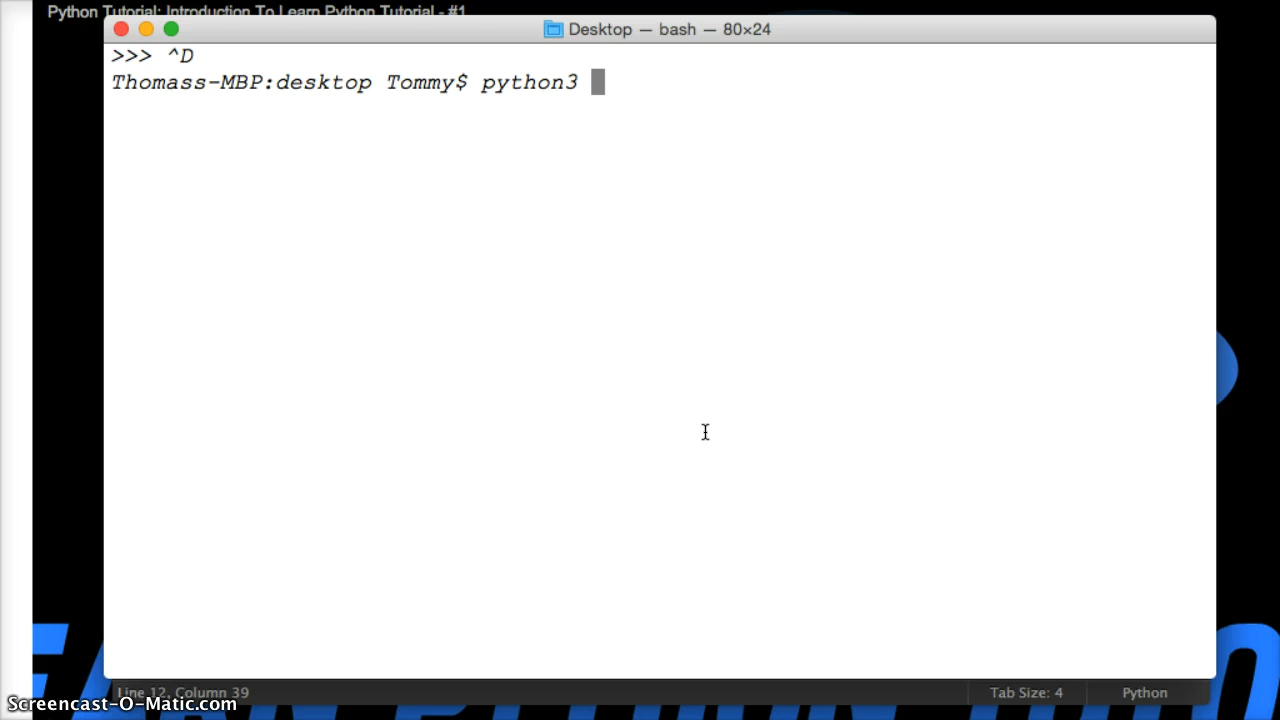 Python Tutorial: Introduction To Learn Python Tutorial - #1
Desktop — bash — 80×24
>>> ^D
Thomass-MBP:desktop Tommy$ python3
Line 12, Column 39
Tab Size: 4
Python
Screencast-O-Matic.com